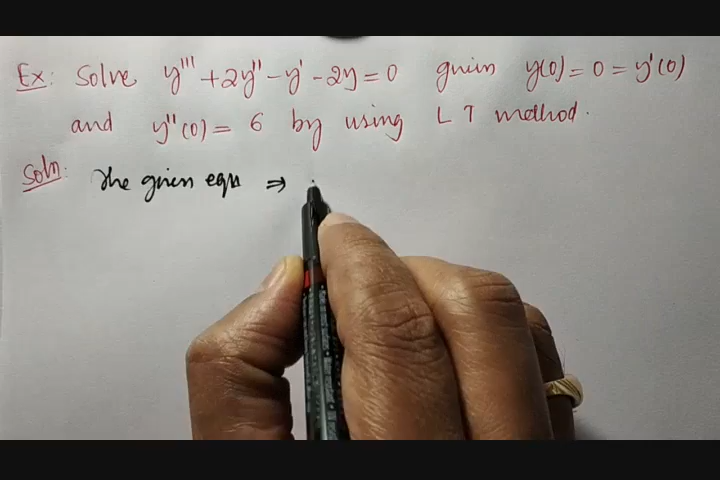 Ex: Solve y''' + 2y'' - y' - 2y = 0 given y(0) = 0 = y'(0)
and y''(0) = 6 by using LT method.
Soln: The given eqn ⇒